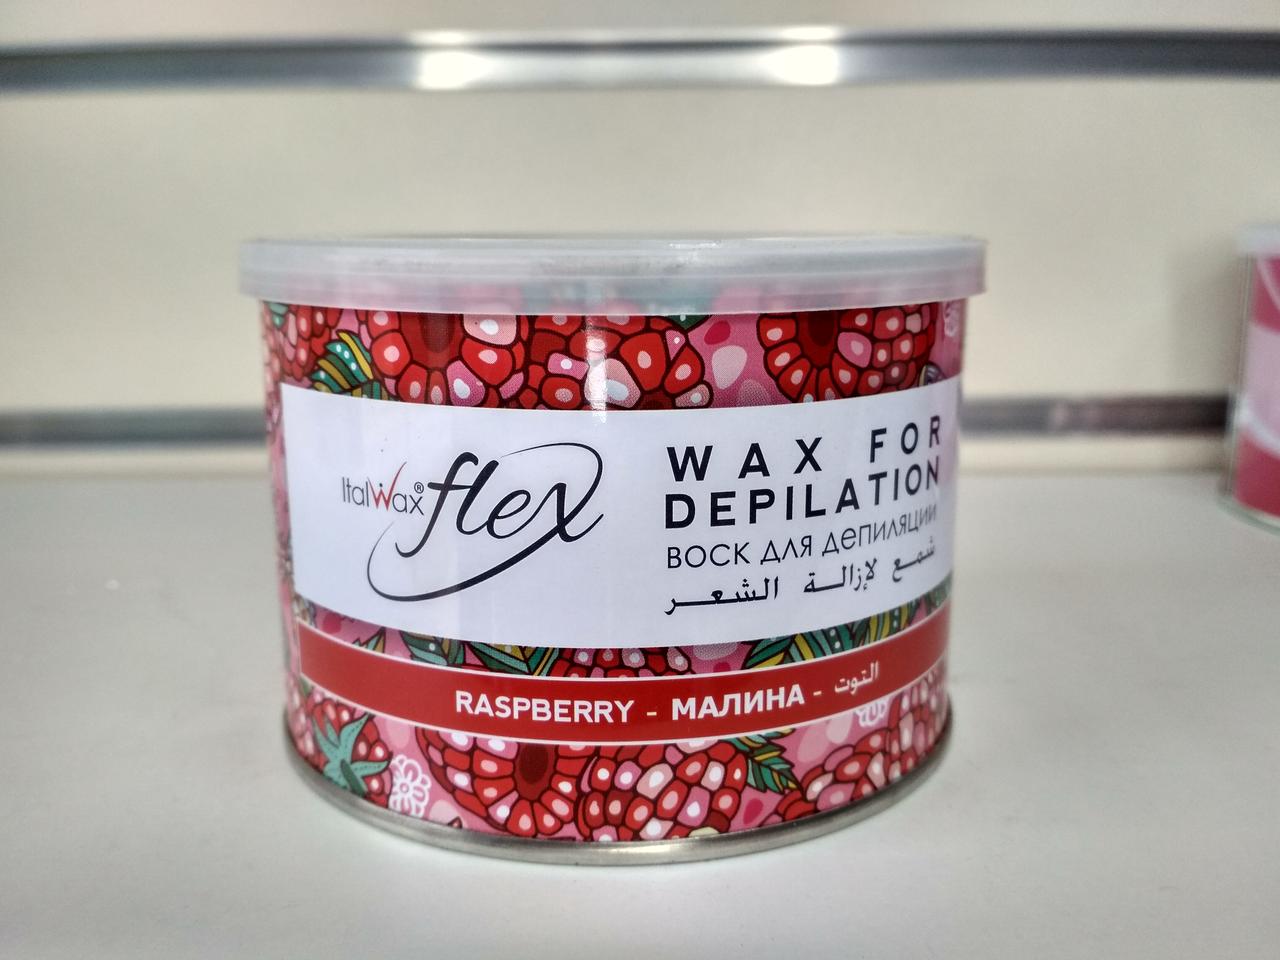 ItalWax® flex
WAX FOR
DEPILATION
ВОСК ДЛЯ ДЕПИЛЯЦИИ
شمع لإزالة الشعر
RASPBERRY - МАЛИНА - التوت